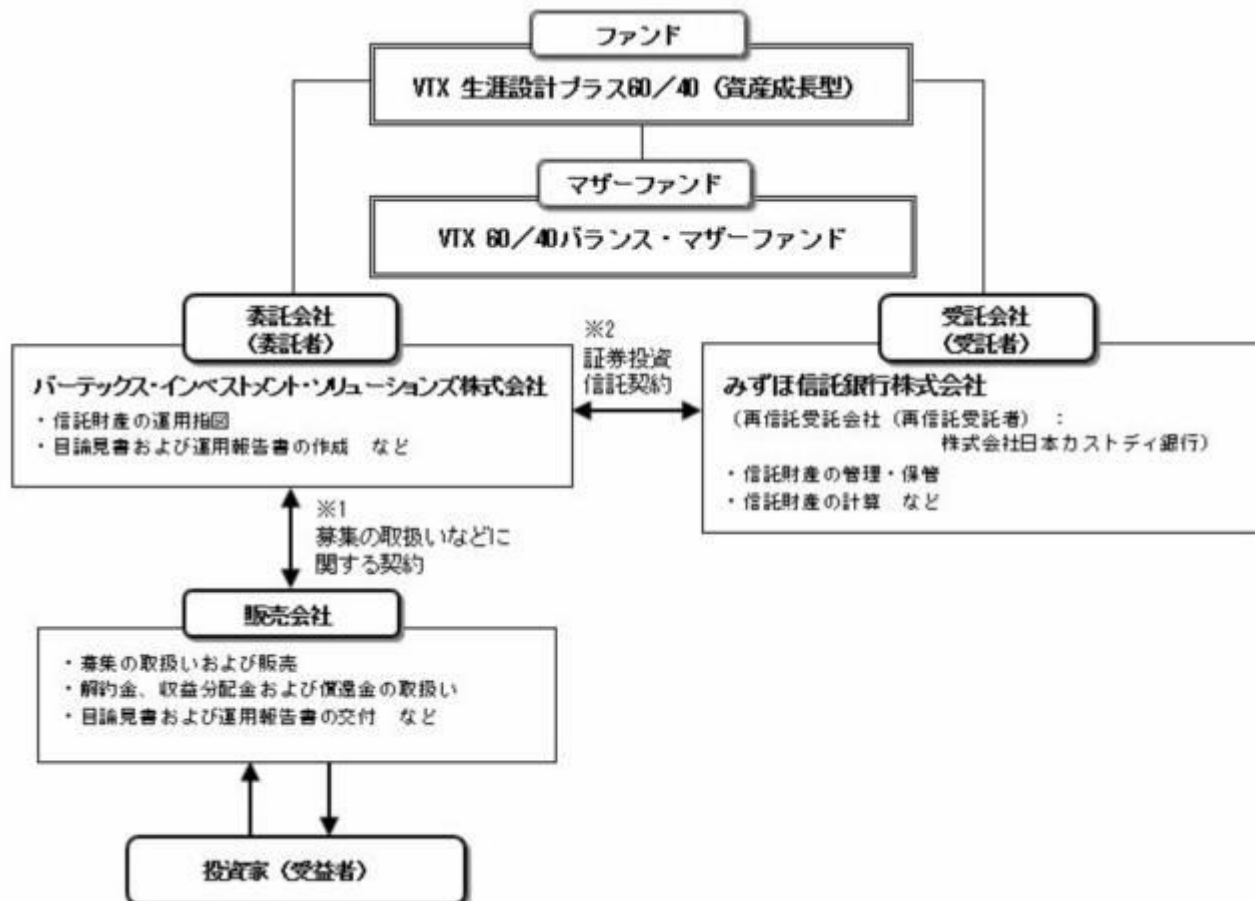 ファンド
VTX 生涯設計プラス60／40（資産成長型）
マザーファンド
VTX 60／40バランス・マザーファンド
委託会社
（委託者）
バーテックス・インベストメント・ソリューションズ株式会社
・信託財産の運用指図
・目論見書および運用報告書の作成 など
※2
証券投資
信託契約
受託会社
（受託者）
みずほ信託銀行株式会社
（再信託受託会社（再信託受託者） ：
株式会社日本カストディ銀行）
・信託財産の管理・保管
・信託財産の計算 など
※1
募集の取扱いなどに
関する契約
販売会社
・募集の取扱いおよび販売
・解約金、収益分配金および償還金の取扱い
・目論見書および運用報告書の交付 など
投資家（受益者）